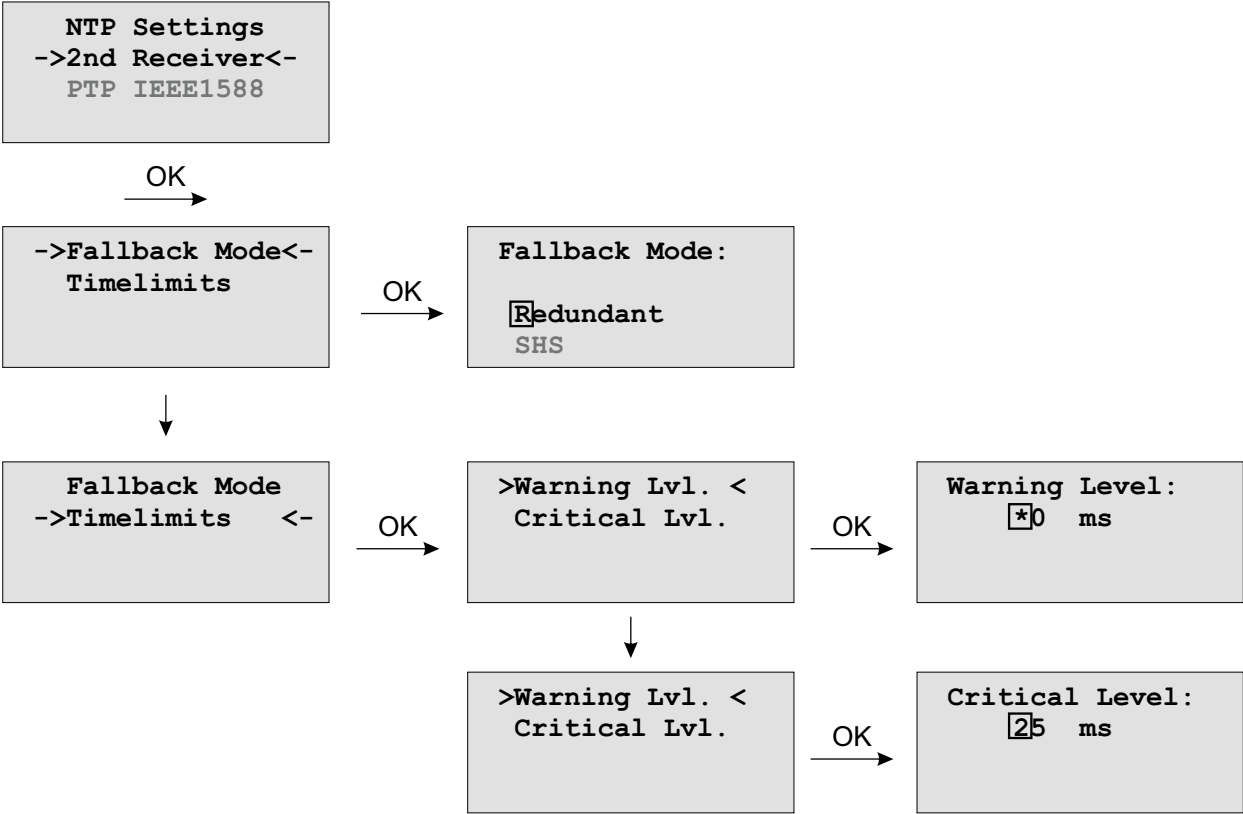 NTP Settings
->2nd Receiver<-
PTP IEEE1588
OK
->Fallback Mode<-
Timelimits
OK
Fallback Mode:
Redundant
SHS
Fallback Mode
->Timelimits <-
OK
>Warning Lvl. <
Critical Lvl.
OK
Warning Level:
*0 ms
>Warning Lvl. <
Critical Lvl.
OK
Critical Level:
25 ms